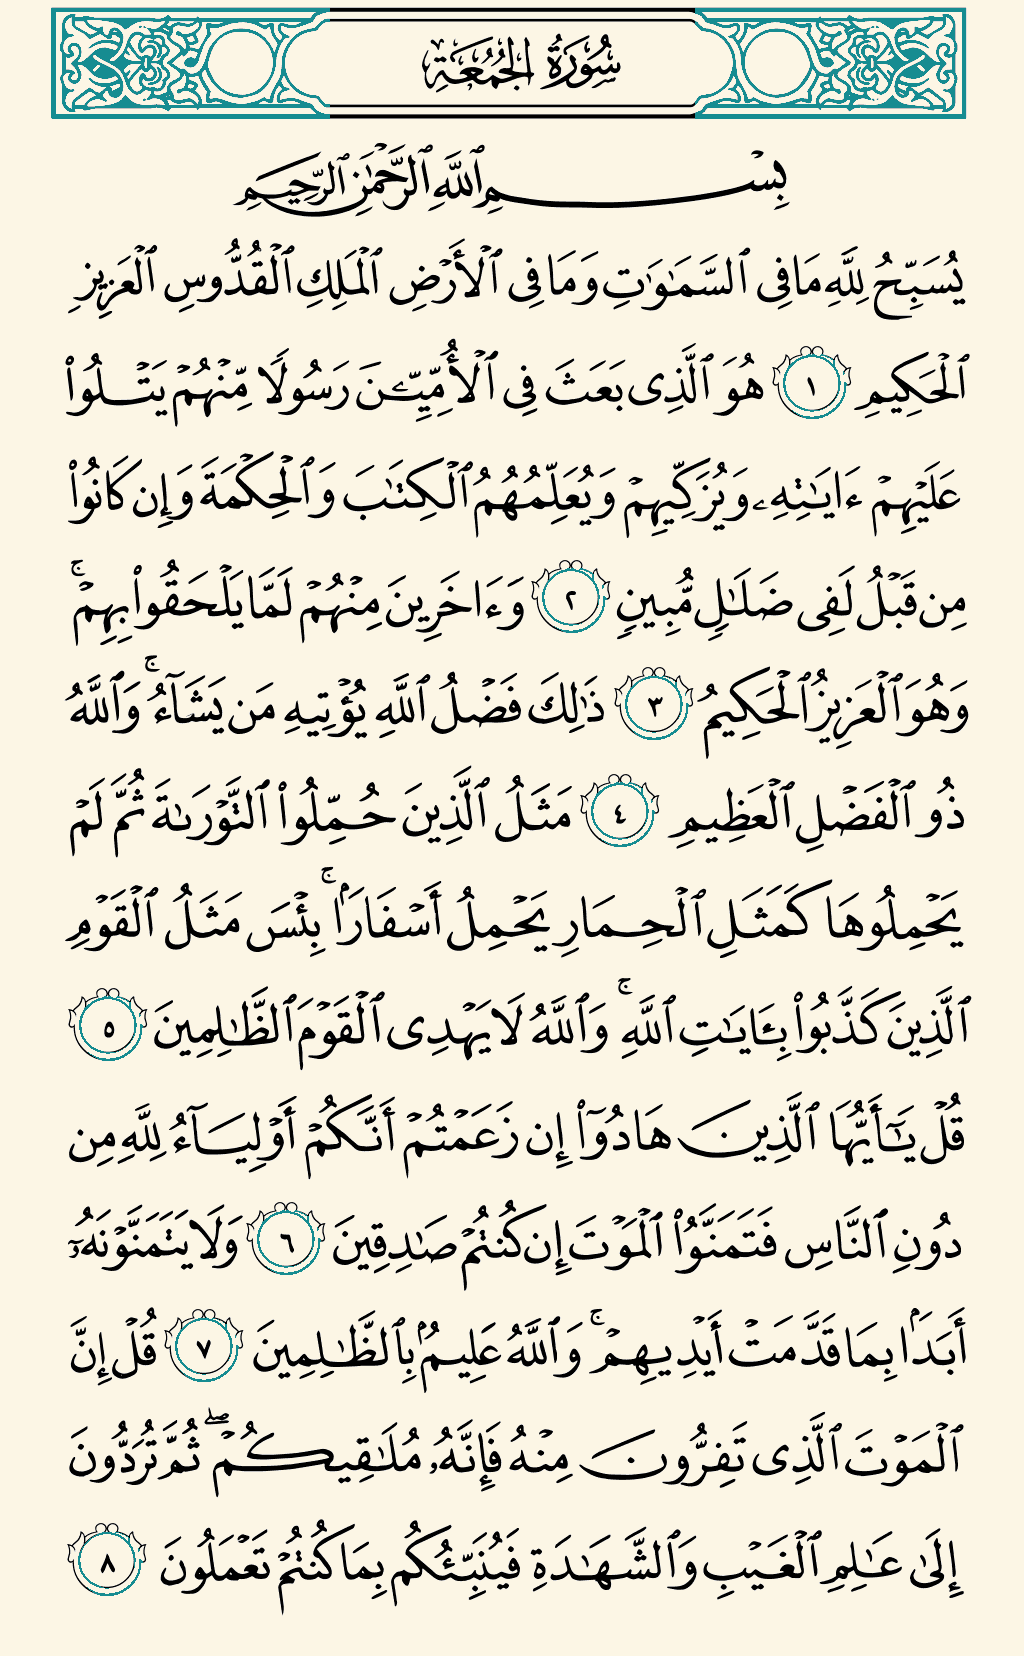 سُورَةُ الجُمُعَةِ
بِسْمِ ٱللَّهِ ٱلرَّحْمَٰنِ ٱلرَّحِيمِ
يُسَبِّحُ لِلَّهِ مَا فِى ٱلسَّمَٰوَٰتِ وَمَا فِى ٱلْأَرْضِ ٱلْمَلِكِ ٱلْقُدُّوسِ ٱلْعَزِيزِ
ٱلْحَكِيمِ ١ هُوَ ٱلَّذِى بَعَثَ فِى ٱلْأُمِّيِّـۧنَ رَسُولًا مِّنْهُمْ يَتْلُوا۟
عَلَيْهِمْ ءَايَٰتِهِۦ وَيُزَكِّيهِمْ وَيُعَلِّمُهُمُ ٱلْكِتَٰبَ وَٱلْحِكْمَةَ وَإِن كَانُوا۟
مِن قَبْلُ لَفِى ضَلَٰلٍ مُّبِينٍ ٢ وَءَاخَرِينَ مِنْهُمْ لَمَّا يَلْحَقُوا۟ بِهِمْ ۚ
وَهُوَ ٱلْعَزِيزُ ٱلْحَكِيمُ ٣ ذَٰلِكَ فَضْلُ ٱللَّهِ يُؤْتِيهِ مَن يَشَآءُ ۚ وَٱللَّهُ
ذُو ٱلْفَضْلِ ٱلْعَظِيمِ ٤ مَثَلُ ٱلَّذِينَ حُمِّلُوا۟ ٱلتَّوْرَىٰةَ ثُمَّ لَمْ
يَحْمِلُوهَا كَمَثَلِ ٱلْحِمَارِ يَحْمِلُ أَسْفَارًۢا ۚ بِئْسَ مَثَلُ ٱلْقَوْمِ
ٱلَّذِينَ كَذَّبُوا۟ بِـَٔايَٰتِ ٱللَّهِ ۚ وَٱللَّهُ لَا يَهْدِى ٱلْقَوْمَ ٱلظَّٰلِمِينَ ٥
قُلْ يَٰٓأَيُّهَا ٱلَّذِينَ هَادُوٓا۟ إِن زَعَمْتُمْ أَنَّكُمْ أَوْلِيَآءُ لِلَّهِ مِن
دُونِ ٱلنَّاسِ فَتَمَنَّوُا۟ ٱلْمَوْتَ إِن كُنتُمْ صَٰدِقِينَ ٦ وَلَا يَتَمَنَّوْنَهُۥٓ
أَبَدًۢا بِمَا قَدَّمَتْ أَيْدِيهِمْ ۚ وَٱللَّهُ عَلِيمٌۢ بِٱلظَّٰلِمِينَ ٧ قُلْ إِنَّ
ٱلْمَوْتَ ٱلَّذِى تَفِرُّونَ مِنْهُ فَإِنَّهُۥ مُلَٰقِيكُمْ ۖ ثُمَّ تُرَدُّونَ
إِلَىٰ عَٰلِمِ ٱلْغَيْبِ وَٱلشَّهَٰدَةِ فَيُنَبِّئُكُم بِمَا كُنتُمْ تَعْمَلُونَ ٨